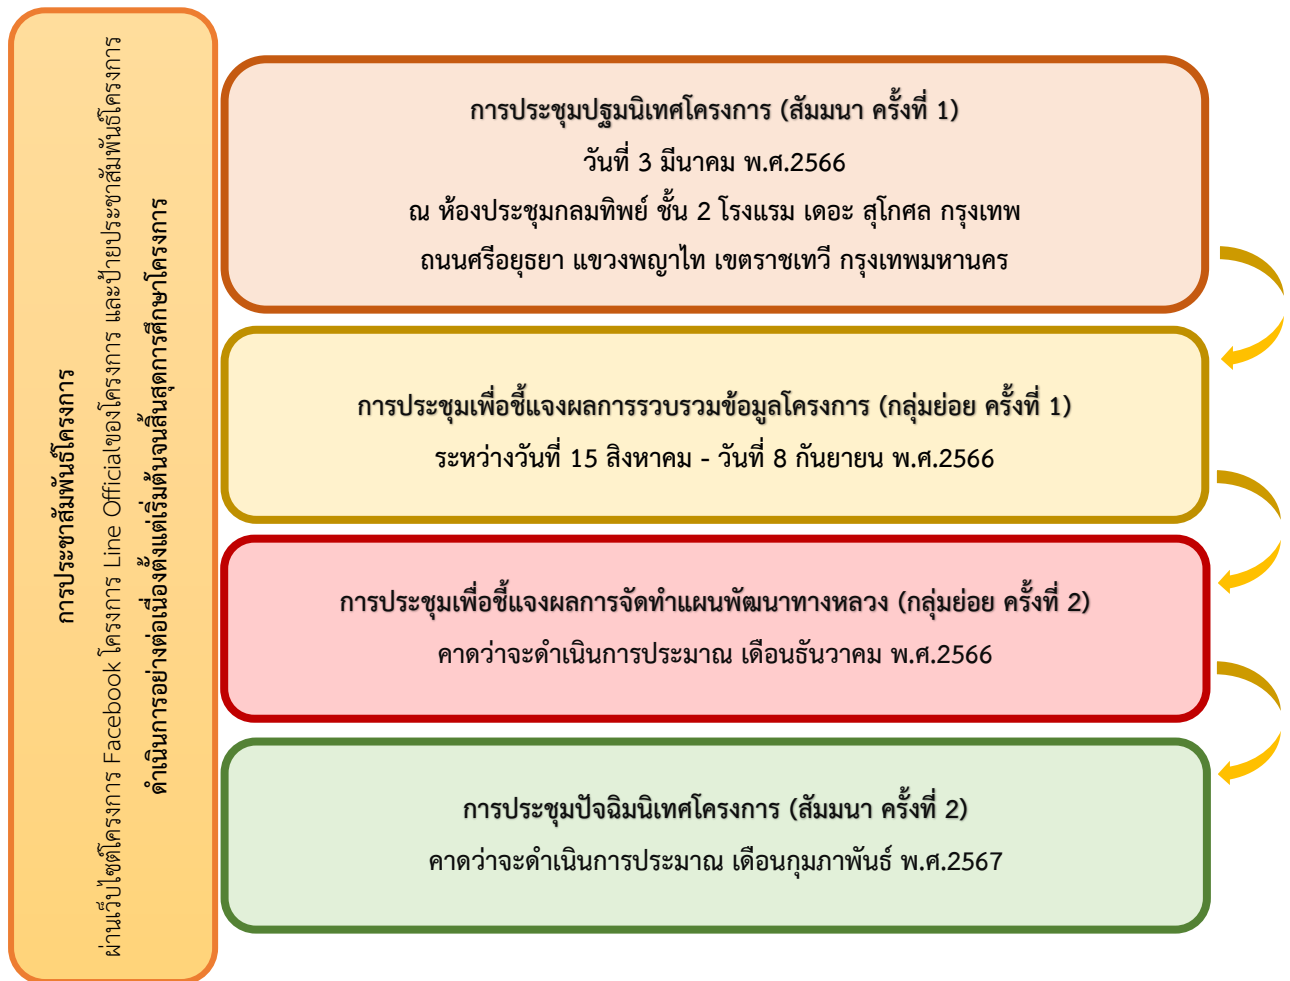 การประชาสัมพันธ์โครงการ
ผ่านเว็บไซต์โครงการ Facebook โครงการ Line Officialของโครงการ และป้ายประชาสัมพันธ์โครงการ
ดำเนินการอย่างต่อเนื่องตั้งแต่เริ่มต้นจนสิ้นสุดการศึกษาโครงการ
การประชุมปฐมนิเทศโครงการ (สัมมนา ครั้งที่ 1)
วันที่ 3 มีนาคม พ.ศ.2566
ณ ห้องประชุมกลมทิพย์ ชั้น 2 โรงแรม เดอะ สุโกศล กรุงเทพ
ถนนศรีอยุธยา แขวงพญาไท เขตราชเทวี กรุงเทพมหานคร
การประชุมเพื่อชี้แจงผลการรวบรวมข้อมูลโครงการ (กลุ่มย่อย ครั้งที่ 1)
ระหว่างวันที่ 15 สิงหาคม - วันที่ 8 กันยายน พ.ศ.2566
การประชุมเพื่อชี้แจงผลการจัดทำแผนพัฒนาทางหลวง (กลุ่มย่อย ครั้งที่ 2)
คาดว่าจะดำเนินการประมาณ เดือนธันวาคม พ.ศ.2566
การประชุมปัจฉิมนิเทศโครงการ (สัมมนา ครั้งที่ 2)
คาดว่าจะดำเนินการประมาณ เดือนกุมภาพันธ์ พ.ศ.2567